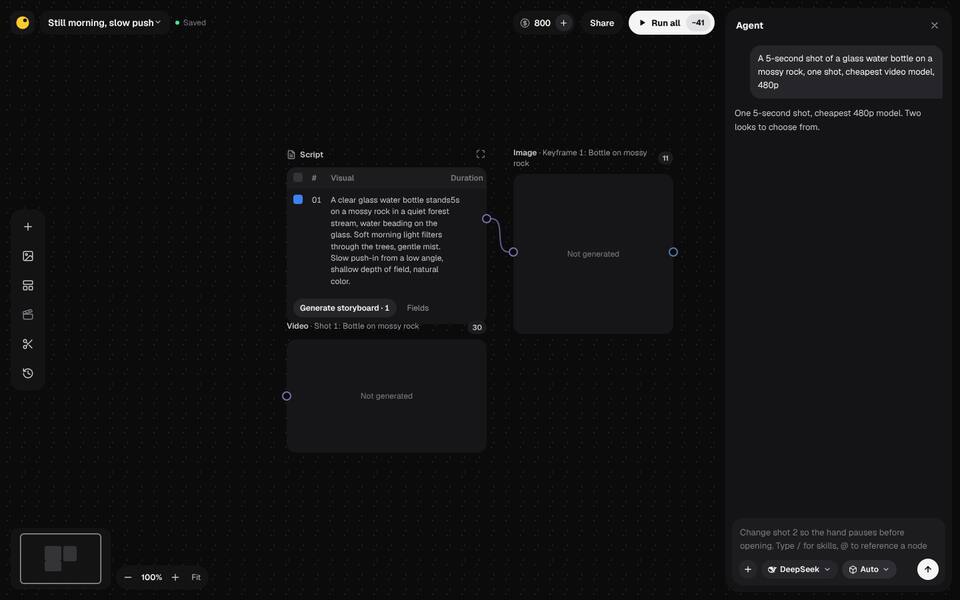 Still morning, slow push
Saved
800
Share
Run all
~41
Agent
A 5-second shot of a glass water bottle on a
mossy rock, one shot, cheapest video model,
480p
One 5-second shot, cheapest 480p model. Two
looks to choose from.
Script
# Visual Duration
01 A clear glass water bottle stands 5s
on a mossy rock in a quiet forest
stream, water beading on the
glass. Soft morning light filters
through the trees, gentle mist.
Slow push-in from a low angle,
shallow depth of field, natural
color.
Generate storyboard · 1
Fields
Image · Keyframe 1: Bottle on mossy
rock
11
Not generated
Video · Shot 1: Bottle on mossy rock
30
Not generated
100%
Fit
Change shot 2 so the hand pauses before
opening. Type / for skills, @ to reference a node
DeepSeek
Auto